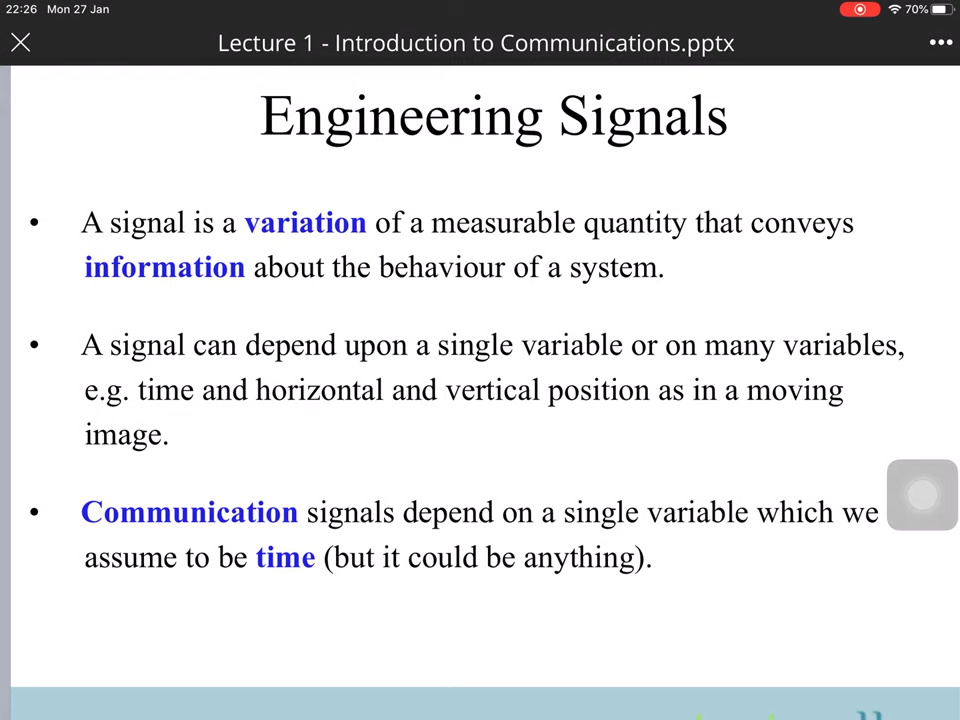 22:26 Mon 27 Jan 70%
Lecture 1 - Introduction to Communications.pptx
Engineering Signals
• A signal is a variation of a measurable quantity that conveys
information about the behaviour of a system.
• A signal can depend upon a single variable or on many variables,
e.g. time and horizontal and vertical position as in a moving
image.
• Communication signals depend on a single variable which we
assume to be time (but it could be anything).